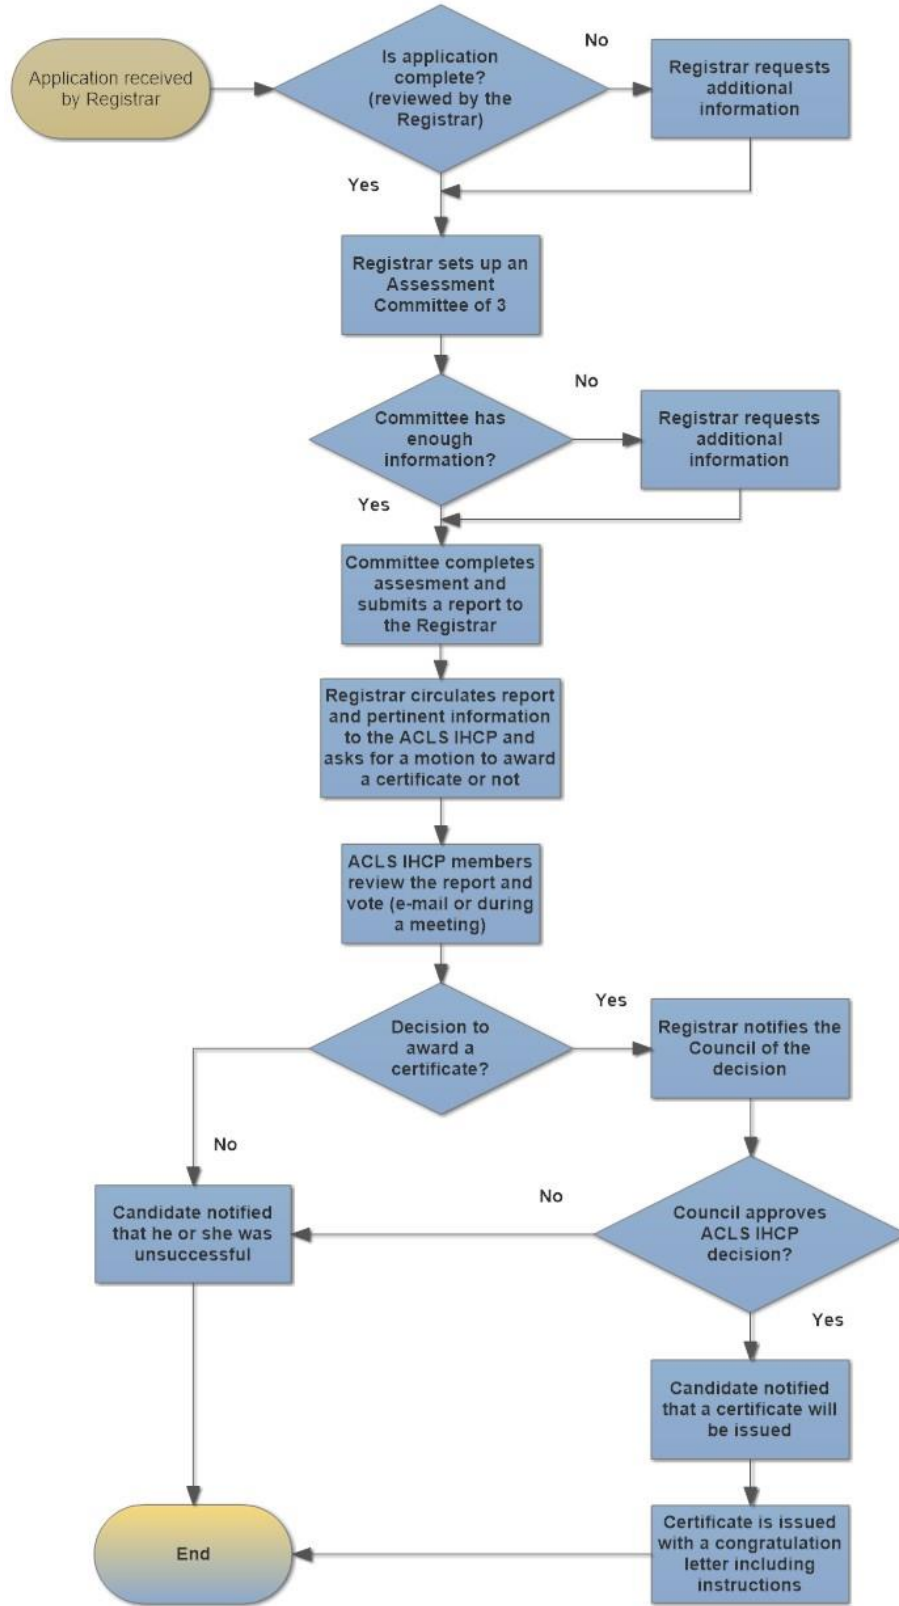 Application received
by Registrar
Is application
complete?
(reviewed by the
Registrar)
No
Registrar requests
additional
information
Yes
Registrar sets up an
Assessment
Committee of 3
Committee has
enough
information?
No
Registrar requests
additional
information
Yes
Committee completes
assesment and
submits a report to
the Registrar
Registrar circulates report
and pertinent information
to the ACLS IHCP and
asks for a motion to award
a certificate or not
ACLS IHCP members
review the report and
vote (e-mail or during
a meeting)
Decision to
award a
certificate?
Yes
Registrar notifies the
Council of the
decision
No
Candidate notified
that he or she was
unsuccessful
No
Council approves
ACLS IHCP
decision?
Yes
Candidate notified
that a certificate will
be issued
Certificate is issued
with a congratulation
letter including
instructions
End